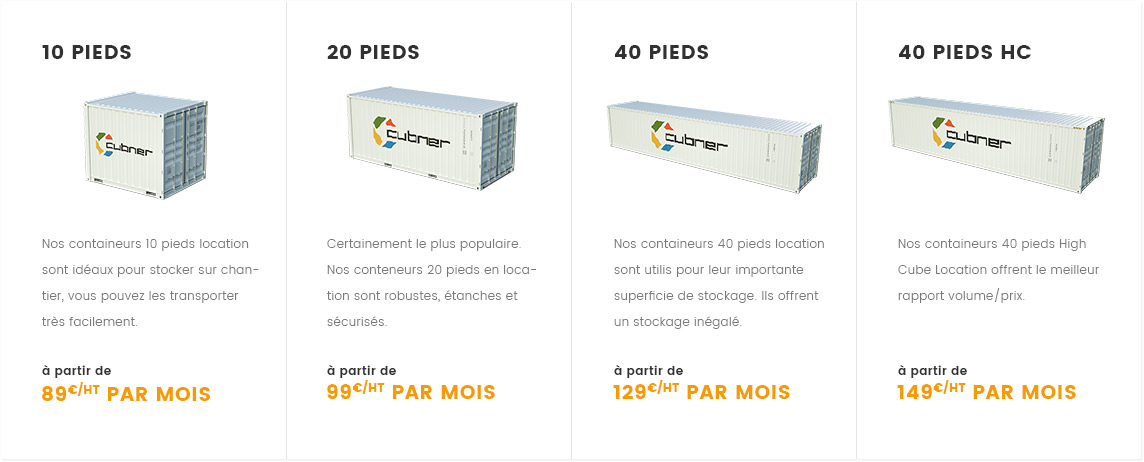 10 PIEDS
cubner
Nos containeurs 10 pieds location
sont idéaux pour stocker sur chan-
tier, vous pouvez les transporter
très facilement.
à partir de
89€/HT PAR MOIS
20 PIEDS
cubner
Certainement le plus populaire.
Nos conteneurs 20 pieds en loca-
tion sont robustes, étanches et
sécurisés.
à partir de
99€/HT PAR MOIS
40 PIEDS
cubner
Nos containeurs 40 pieds location
sont utilis pour leur importante
superficie de stockage. Ils offrent
un stockage inégalé.
à partir de
129€/HT PAR MOIS
40 PIEDS HC
cubner
Nos containeurs 40 pieds High
Cube Location offrent le meilleur
rapport volume/prix.
à partir de
149€/HT PAR MOIS